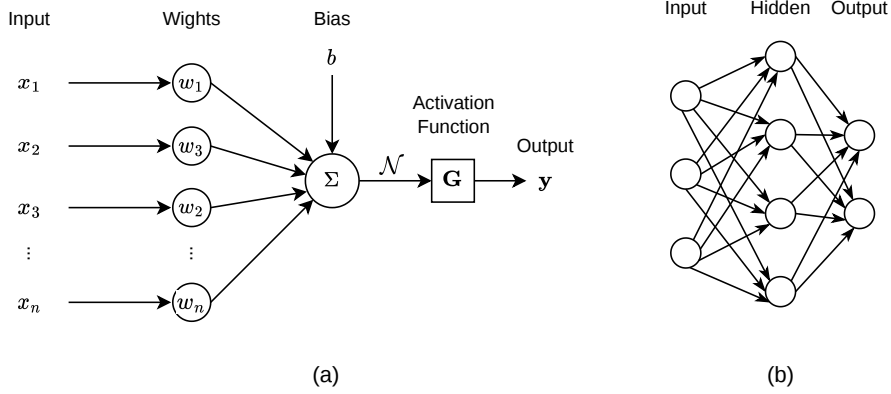 Input Wights Bias
b
x₁ w₁
Activation
Function
x₂ w₃ Output
Σ 𝒩 G y
x₃ w₂
⋮ ⋮
xₙ wₙ
(a)
Input Hidden Output
(b)